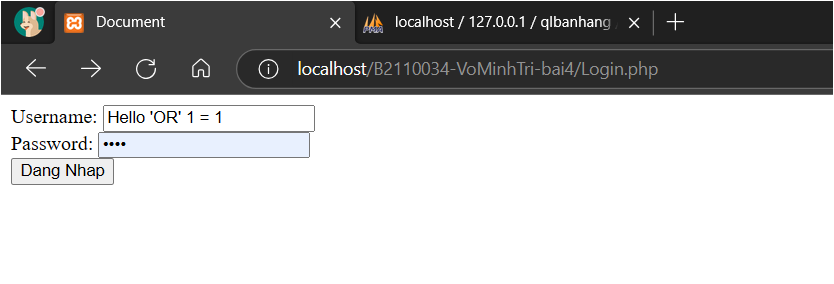 Document
localhost / 127.0.0.1 / qlbanhang
localhost/B2110034-VoMinhTri-bai4/Login.php
Username: Hello 'OR' 1 = 1
Password: ••••
Dang Nhap